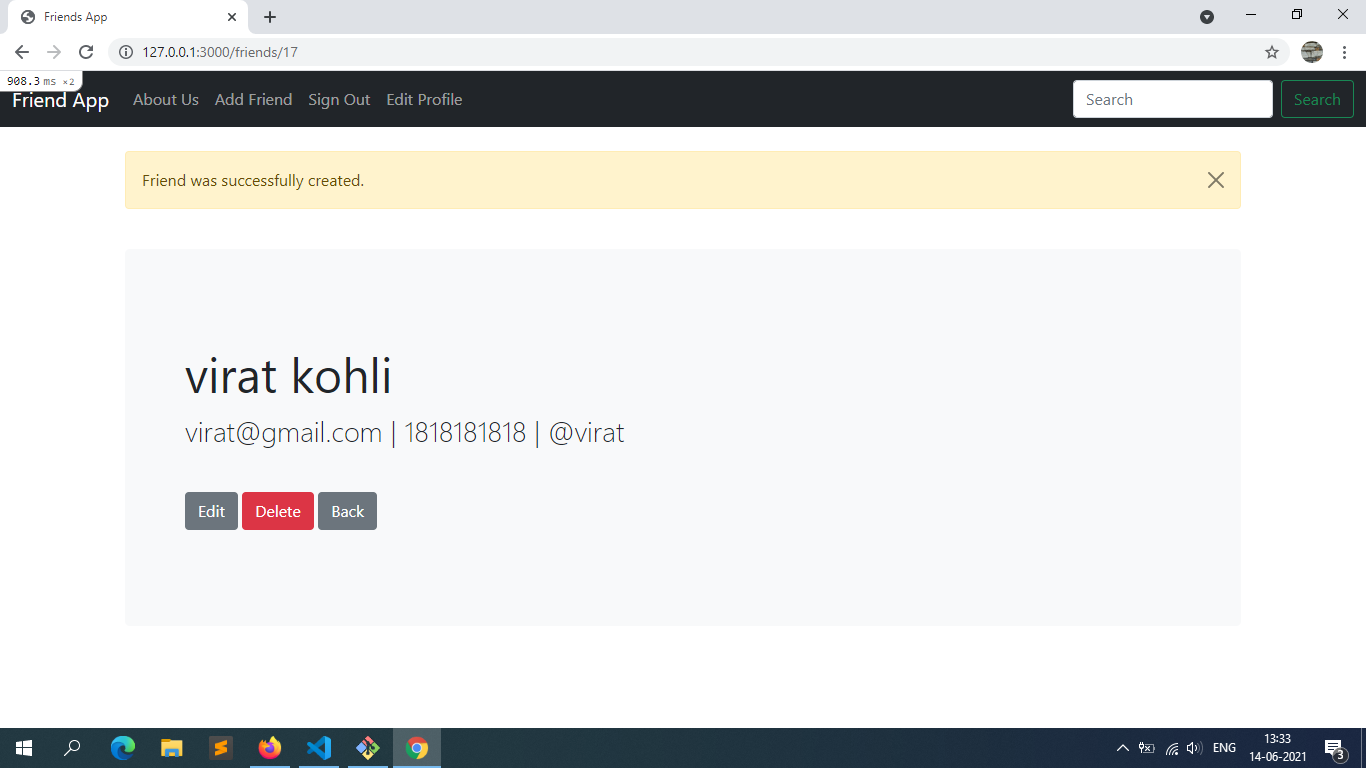 Friends App
127.0.0.1:3000/friends/17
908.3 ms ×2
Friend App About Us Add Friend Sign Out Edit Profile Search Search
Friend was successfully created.
virat kohli
virat@gmail.com | 1818181818 | @virat
Edit Delete Back
ENG
13:33
14-06-2021
3